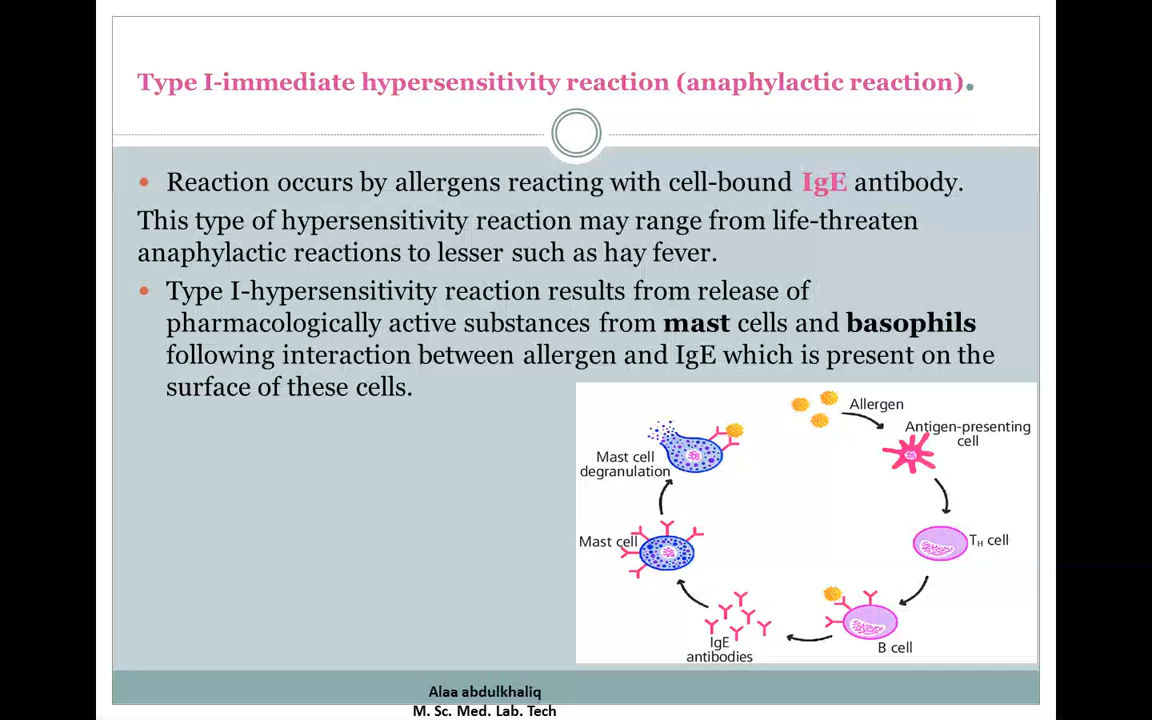 Type I-immediate hypersensitivity reaction (anaphylactic reaction).
Reaction occurs by allergens reacting with cell-bound IgE antibody.
This type of hypersensitivity reaction may range from life-threaten
anaphylactic reactions to lesser such as hay fever.
Type I-hypersensitivity reaction results from release of
pharmacologically active substances from mast cells and basophils
following interaction between allergen and IgE which is present on the
surface of these cells.
Allergen
Antigen-presenting
cell
TH cell
B cell
IgE
antibodies
Mast cell
Mast cell
degranulation
Alaa abdulkhaliq
M. Sc. Med. Lab. Tech